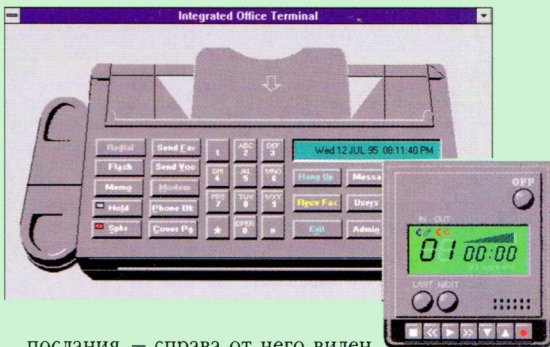 Integrated Office Terminal
Redial Send Fax 1 ABC 2 DEF 3 Wed 12 JUL 95 08:11:40 PM
Flash Send Voc GHI 4 JKL 5 MNO 6 Hang Up Messa
Memo Modem PRS 7 TUV 8 WXY 9 Recv Fax Users
Hold Phone Bk * OPER 0 Exit Admin
Spkr Cover Pg
OFF
IN OUT
01 00:00
LAST NEXT
послания, — справа от него виден